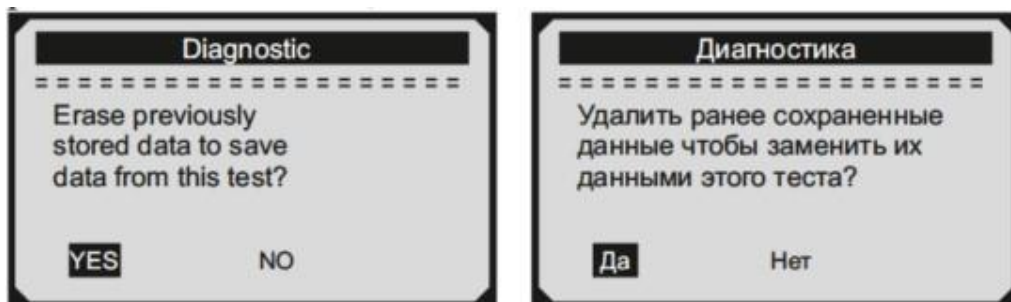 Diagnostic
= = = = = = = = = = = = = = = = = = = = =
Erase previously
stored data to save
data from this test?
YES NO
Диагностика
= = = = = = = = = = = = = = = = = = = = =
Удалить ранее сохраненные
данные чтобы заменить их
данными этого теста?
Да Нет